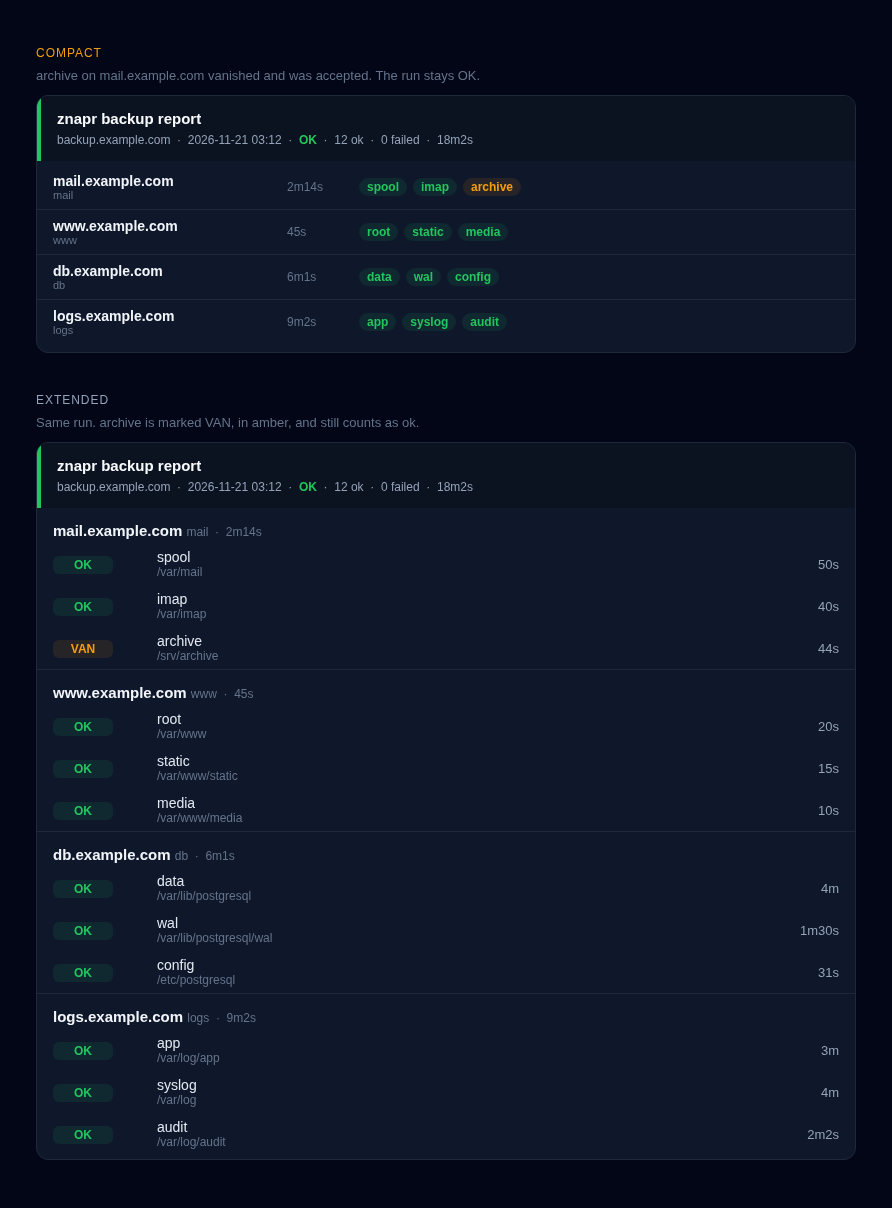 COMPACT
archive on mail.example.com vanished and was accepted. The run stays OK.
znapr backup report
backup.example.com · 2026-11-21 03:12 · OK · 12 ok · 0 failed · 18m2s
mail.example.com 2m14s spool imap archive
mail
www.example.com 45s root static media
www
db.example.com 6m1s data wal config
db
logs.example.com 9m2s app syslog audit
logs
EXTENDED
Same run. archive is marked VAN, in amber, and still counts as ok.
znapr backup report
backup.example.com · 2026-11-21 03:12 · OK · 12 ok · 0 failed · 18m2s
mail.example.com mail · 2m14s
OK spool 50s
/var/mail
OK imap 40s
/var/imap
VAN archive 44s
/srv/archive
www.example.com www · 45s
OK root 20s
/var/www
OK static 15s
/var/www/static
OK media 10s
/var/www/media
db.example.com db · 6m1s
OK data 4m
/var/lib/postgresql
OK wal 1m30s
/var/lib/postgresql/wal
OK config 31s
/etc/postgresql
logs.example.com logs · 9m2s
OK app 3m
/var/log/app
OK syslog 4m
/var/log
OK audit 2m2s
/var/log/audit